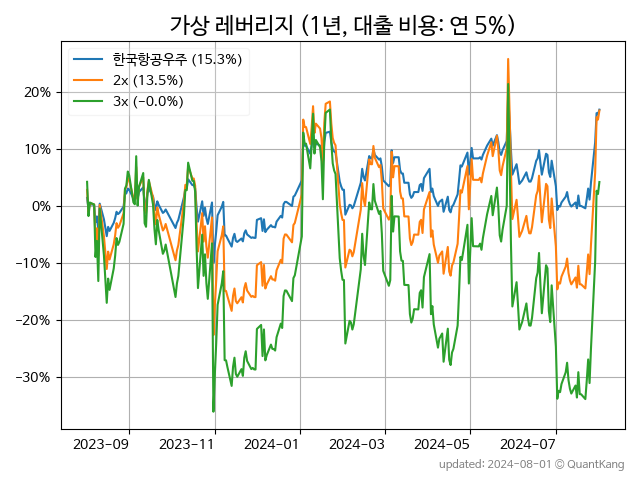 가상 레버리지 (1년, 대출 비용: 연 5%)
한국항공우주 (15.3%)
2x (13.5%)
3x (-0.0%)
20%
10%
0%
−10%
−20%
−30%
2023-09
2023-11
2024-01
2024-03
2024-05
2024-07
updated: 2024-08-01 © QuantKang